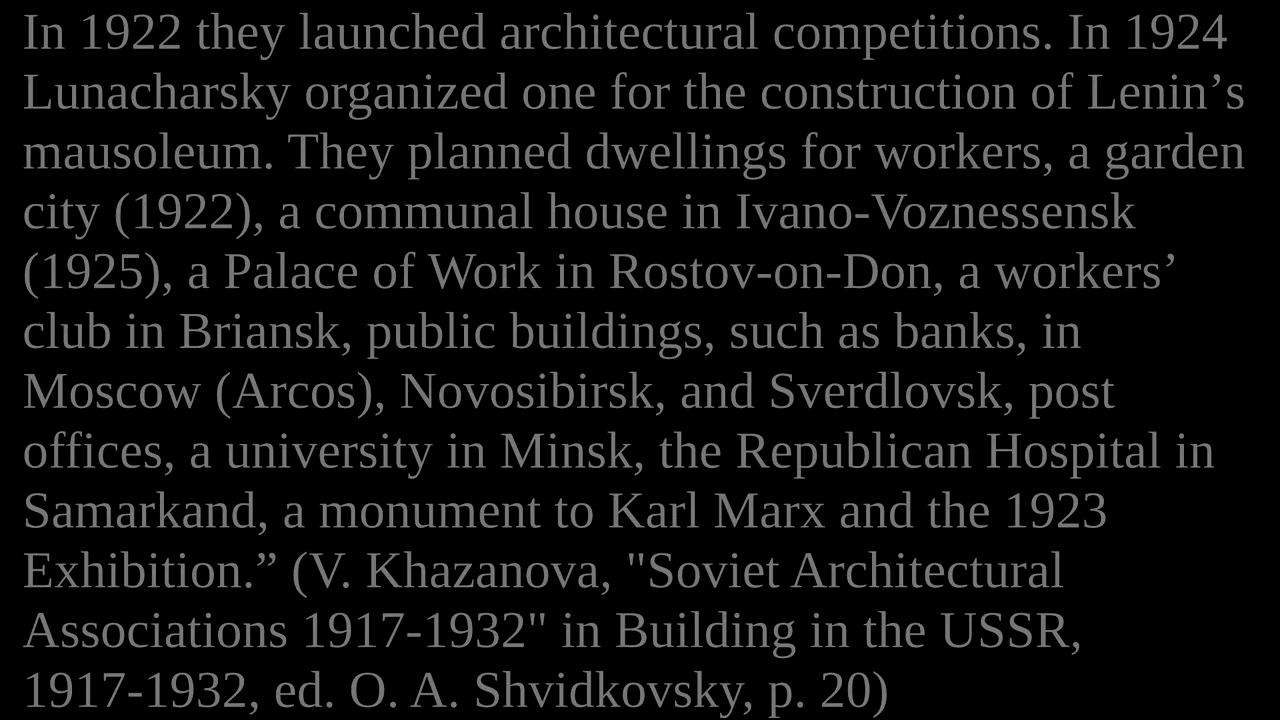 In 1922 they launched architectural competitions. In 1924
Lunacharsky organized one for the construction of Lenin’s
mausoleum. They planned dwellings for workers, a garden
city (1922), a communal house in Ivano-Voznessensk
(1925), a Palace of Work in Rostov-on-Don, a workers’
club in Briansk, public buildings, such as banks, in
Moscow (Arcos), Novosibirsk, and Sverdlovsk, post
offices, a university in Minsk, the Republican Hospital in
Samarkand, a monument to Karl Marx and the 1923
Exhibition.” (V. Khazanova, "Soviet Architectural
Associations 1917-1932" in Building in the USSR,
1917-1932, ed. O. A. Shvidkovsky, p. 20)